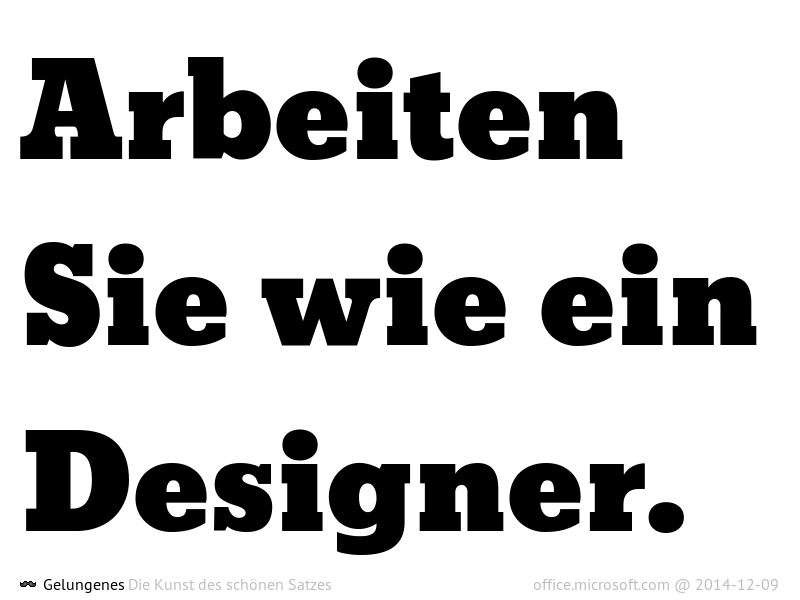 Arbeiten
Sie wie ein
Designer.
Gelungenes Die Kunst des schönen Satzes
office.microsoft.com @ 2014-12-09